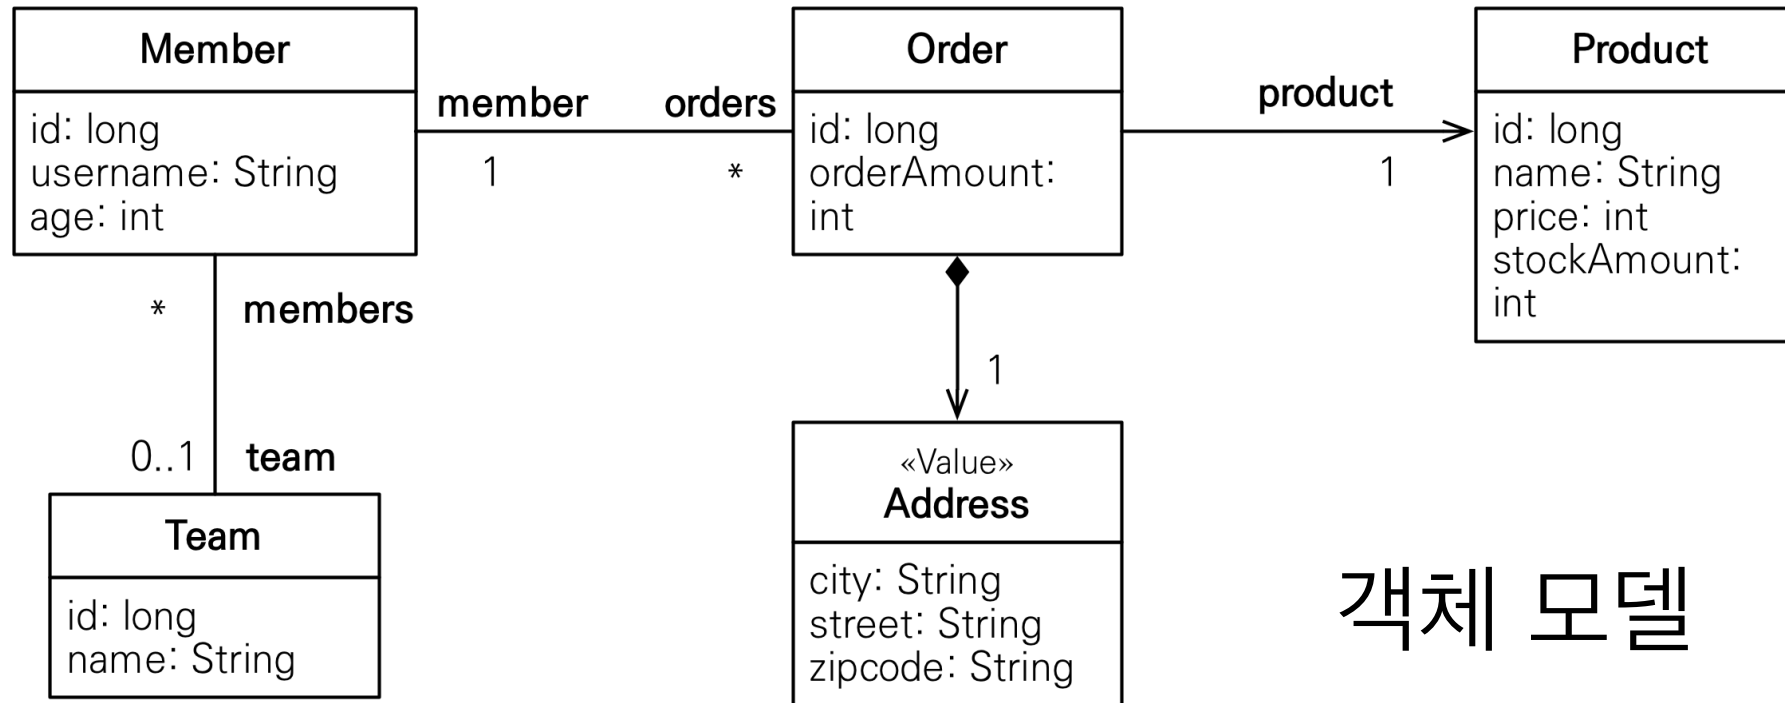 Member
id: long
username: String
age: int
member
1
orders
*
Order
id: long
orderAmount:
int
product
1
Product
id: long
name: String
price: int
stockAmount:
int
*
members
0..1
team
Team
id: long
name: String
1
«Value»
Address
city: String
street: String
zipcode: String
객체 모델